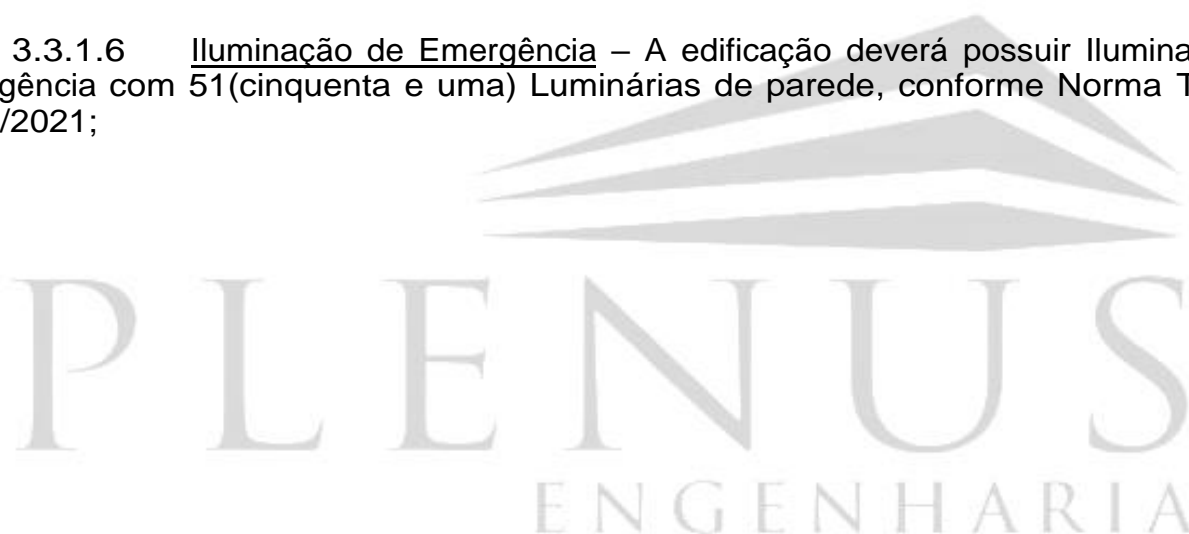 3.3.1.6 Iluminação de Emergência – A edificação deverá possuir Ilumina
gência com 51(cinquenta e uma) Luminárias de parede, conforme Norma T
/2021;
PLENUS
ENGENHARIA